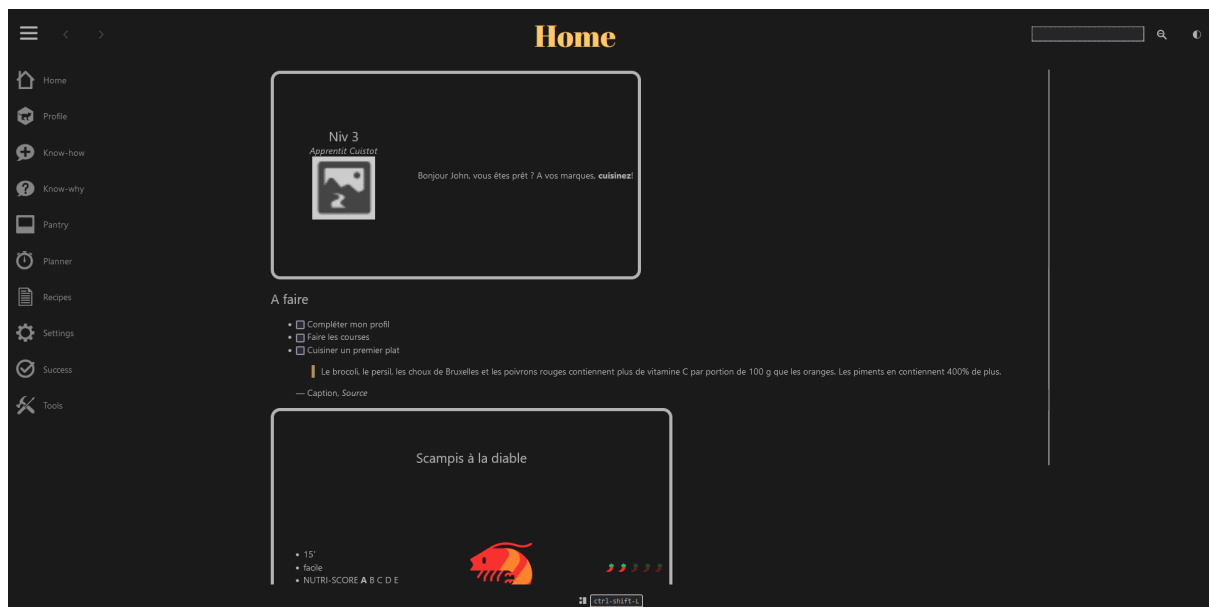 Home
Home
Profile
Know-how
Know-why
Pantry
Planner
Recipes
Settings
Success
Tools
Niv 3
Apprentit Cuistot
Bonjour John, vous êtes prêt ? A vos marques, cuisinez!
A faire
Compléter mon profil
Faire les courses
Cuisiner un premier plat
Le brocoli, le persil, les choux de Bruxelles et les poivrons rouges contiennent plus de vitamine C par portion de 100 g que les oranges. Les piments en contiennent 400% de plus.
— Caption, Source
Scampis à la diable
15'
facile
NUTRI-SCORE A B C D E
ctrl-shift-L